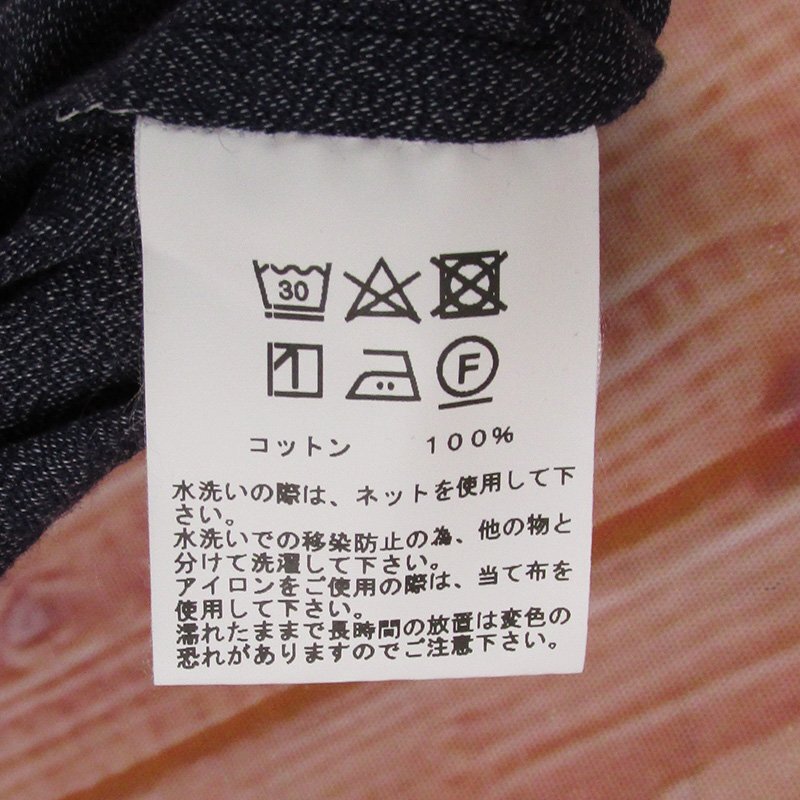 30
F
コットン 100%
水洗いの際は、ネットを使用して下
さい。
水洗いでの移染防止の為、他の物と
分けて洗濯して下さい。
アイロンをご使用の際は、当て布を
使用して下さい。
濡れたままで長時間の放置は変色の
恐れがありますのでご注意下さい。